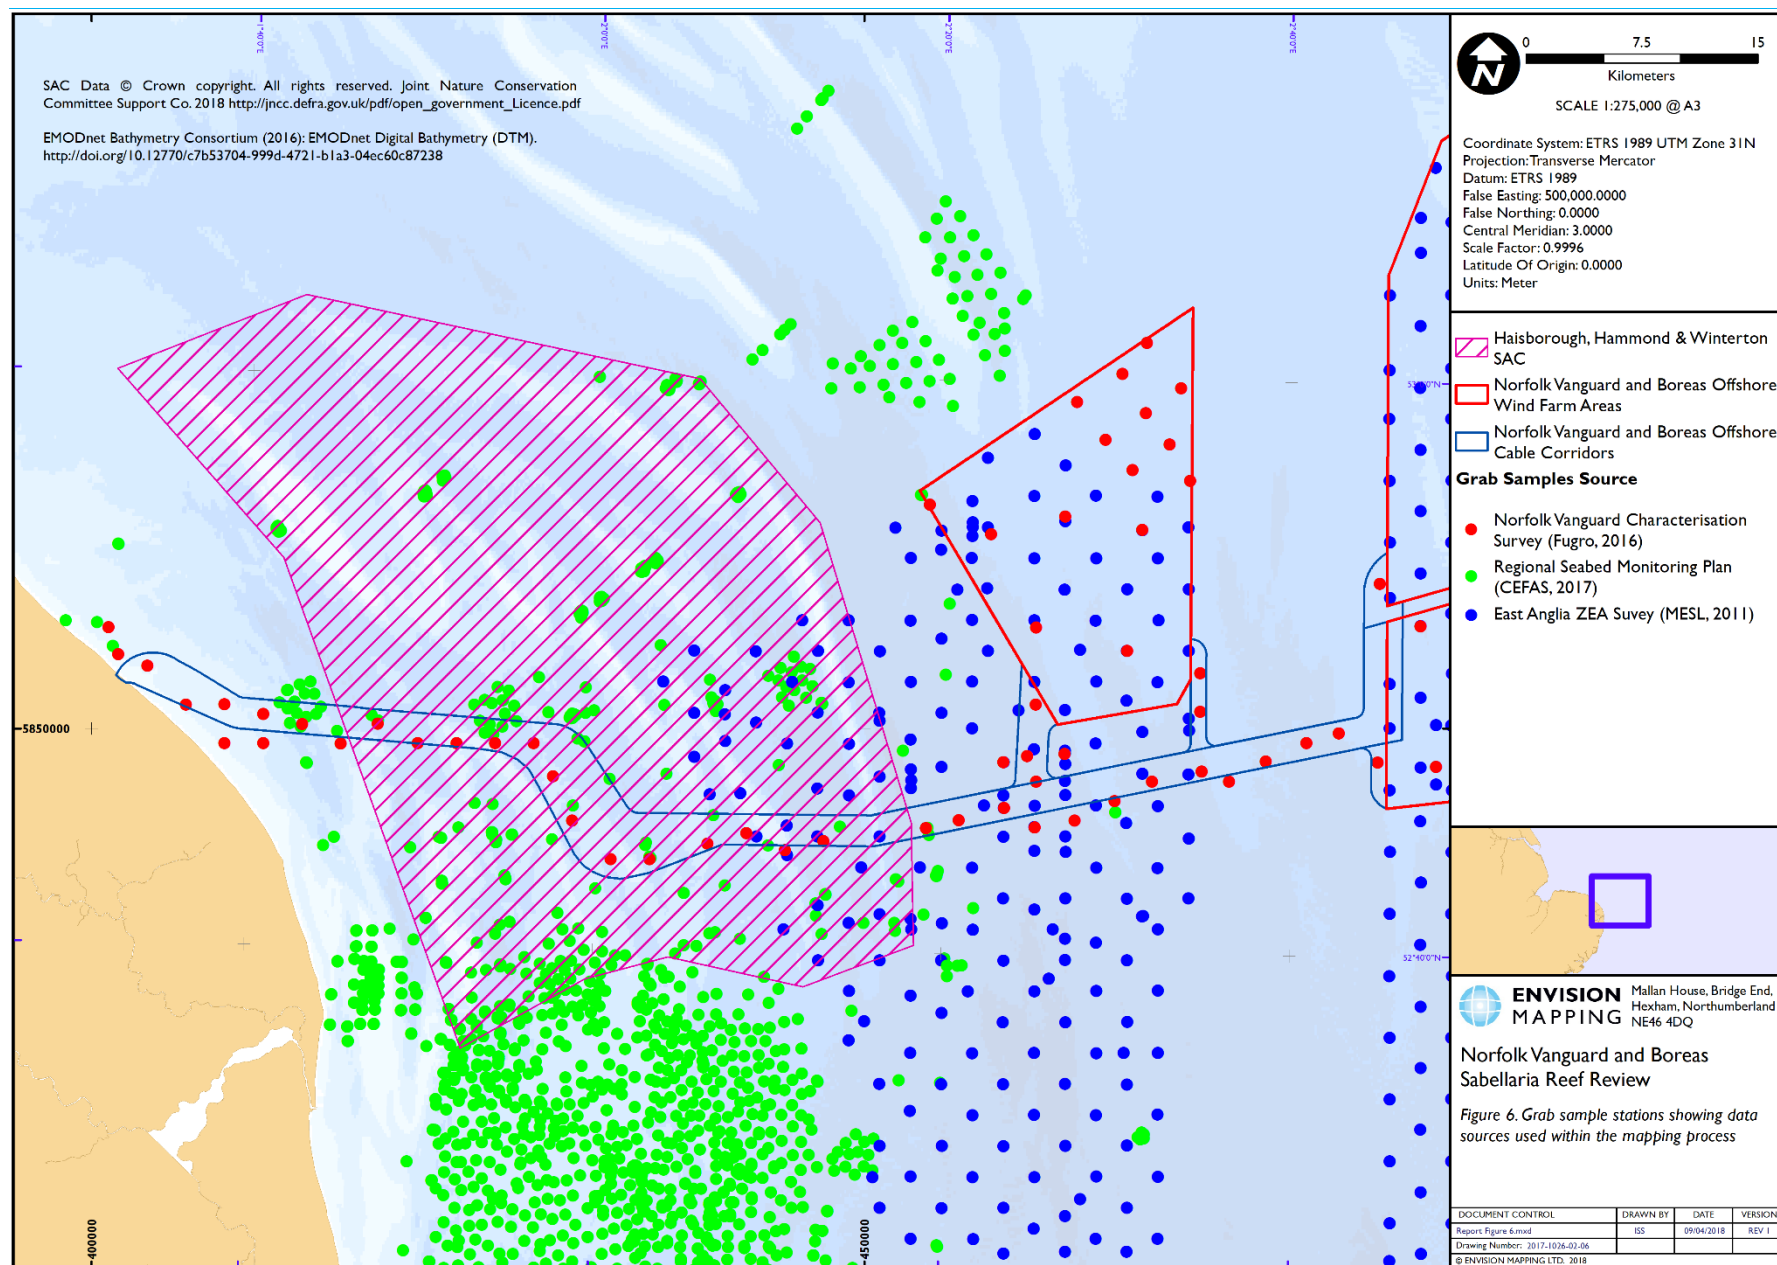 SAC Data © Crown copyright. All rights reserved. Joint Nature Conservation
Committee Support Co. 2018 http://jncc.defra.gov.uk/pdf/open_government_Licence.pdf
EMODnet Bathymetry Consortium (2016): EMODnet Digital Bathymetry (DTM).
http://doi.org/10.12770/c7b53704-999d-4721-b1a3-04ec60c87238
5850000
400000
450000
52°40'0"N
N
0 7.5 15
Kilometers
SCALE 1:275,000 @ A3
Coordinate System: ETRS 1989 UTM Zone 31N
Projection: Transverse Mercator
Datum: ETRS 1989
False Easting: 500,000.0000
False Northing: 0.0000
Central Meridian: 3.0000
Scale Factor: 0.9996
Latitude Of Origin: 0.0000
Units: Meter
Haisborough, Hammond & Winterton
SAC
Norfolk Vanguard and Boreas Offshore
Wind Farm Areas
Norfolk Vanguard and Boreas Offshore
Cable Corridors
Grab Samples Source
Norfolk Vanguard Characterisation
Survey (Fugro, 2016)
Regional Seabed Monitoring Plan
(CEFAS, 2017)
East Anglia ZEA Suvey (MESL, 2011)
ENVISION
MAPPING
Mallan House, Bridge End,
Hexham, Northumberland
NE46 4DQ
Norfolk Vanguard and Boreas
Sabellaria Reef Review
Figure 6. Grab sample stations showing data
sources used within the mapping process
DOCUMENT CONTROL DRAWN BY DATE VERSION
Report Figure 6.mxd ISS 09/04/2018 REV 1
Drawing Number: 2017-1026-02-06
© ENVISION MAPPING LTD. 2018